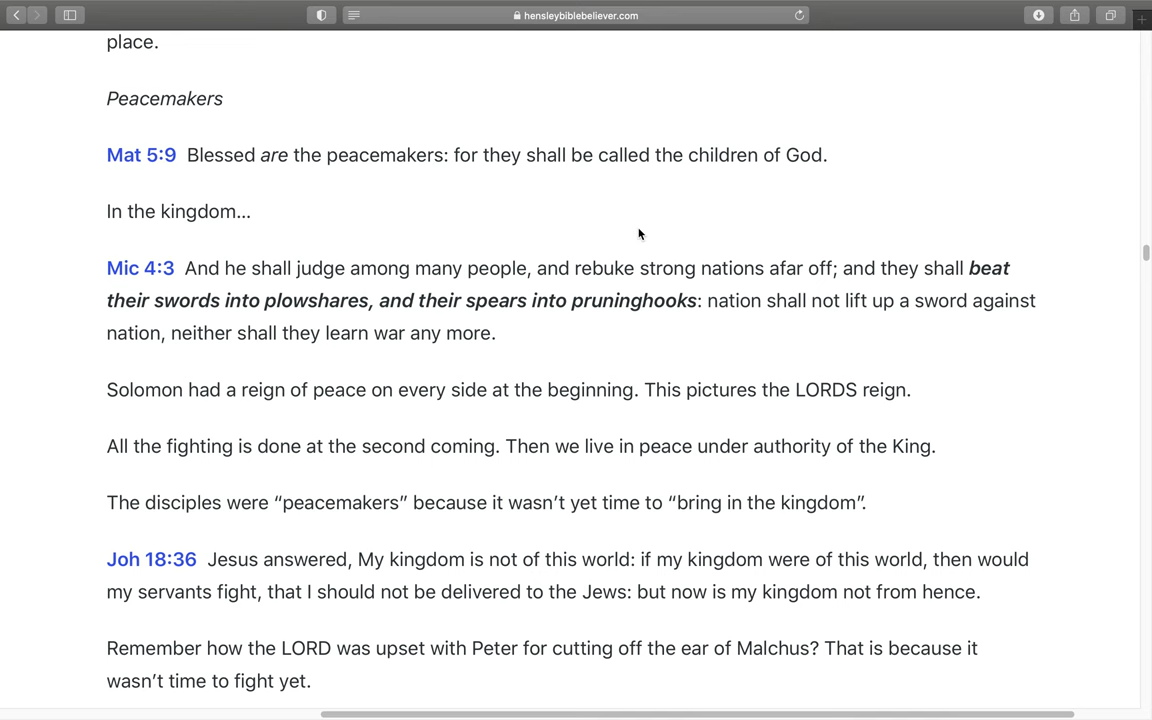 hensleybiblebeliever.com
place.
Peacemakers
Mat 5:9  Blessed are the peacemakers: for they shall be called the children of God.
In the kingdom...
Mic 4:3  And he shall judge among many people, and rebuke strong nations afar off; and they shall beat
their swords into plowshares, and their spears into pruninghooks: nation shall not lift up a sword against
nation, neither shall they learn war any more.
Solomon had a reign of peace on every side at the beginning. This pictures the LORDS reign.
All the fighting is done at the second coming. Then we live in peace under authority of the King.
The disciples were “peacemakers” because it wasn’t yet time to “bring in the kingdom”.
Joh 18:36  Jesus answered, My kingdom is not of this world: if my kingdom were of this world, then would
my servants fight, that I should not be delivered to the Jews: but now is my kingdom not from hence.
Remember how the LORD was upset with Peter for cutting off the ear of Malchus? That is because it
wasn’t time to fight yet.